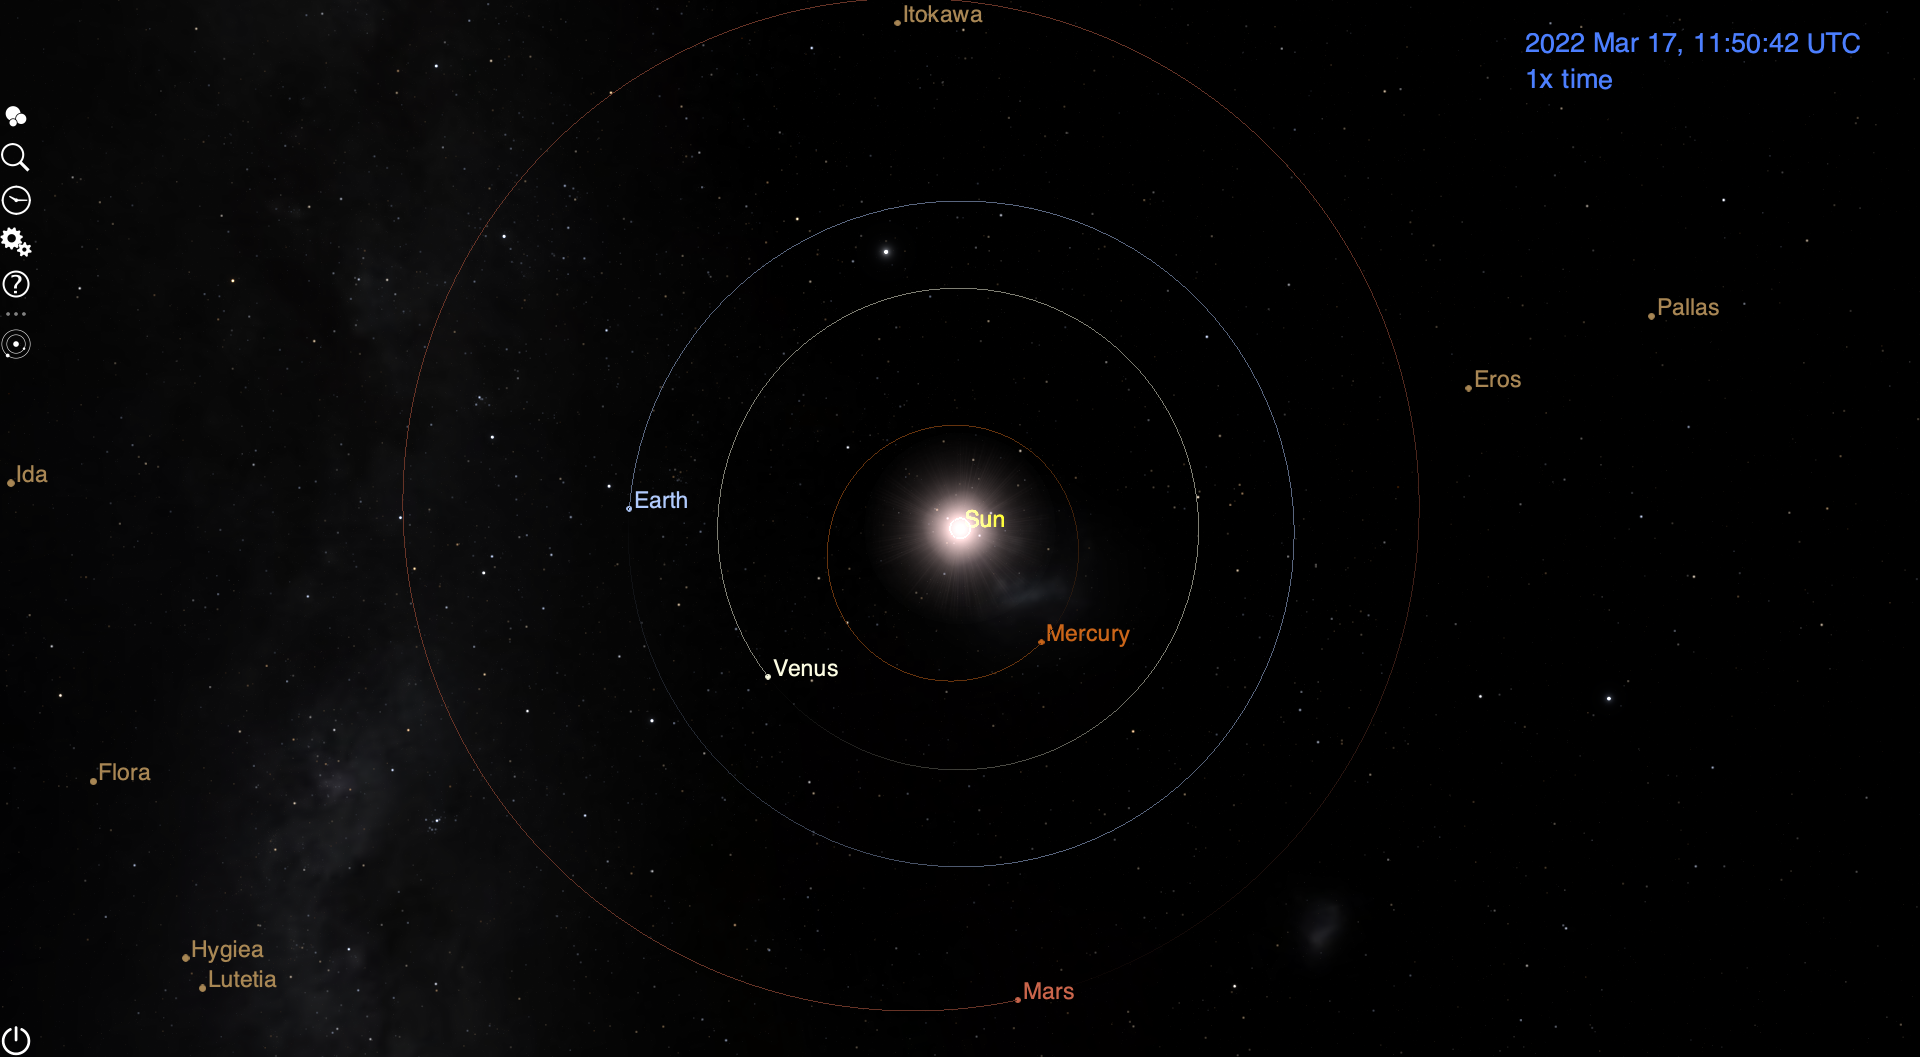 Itokawa
2022 Mar 17, 11:50:42 UTC
1x time
Pallas
Eros
Ida
Earth
Sun
Mercury
Venus
Flora
Hygiea
Lutetia
Mars